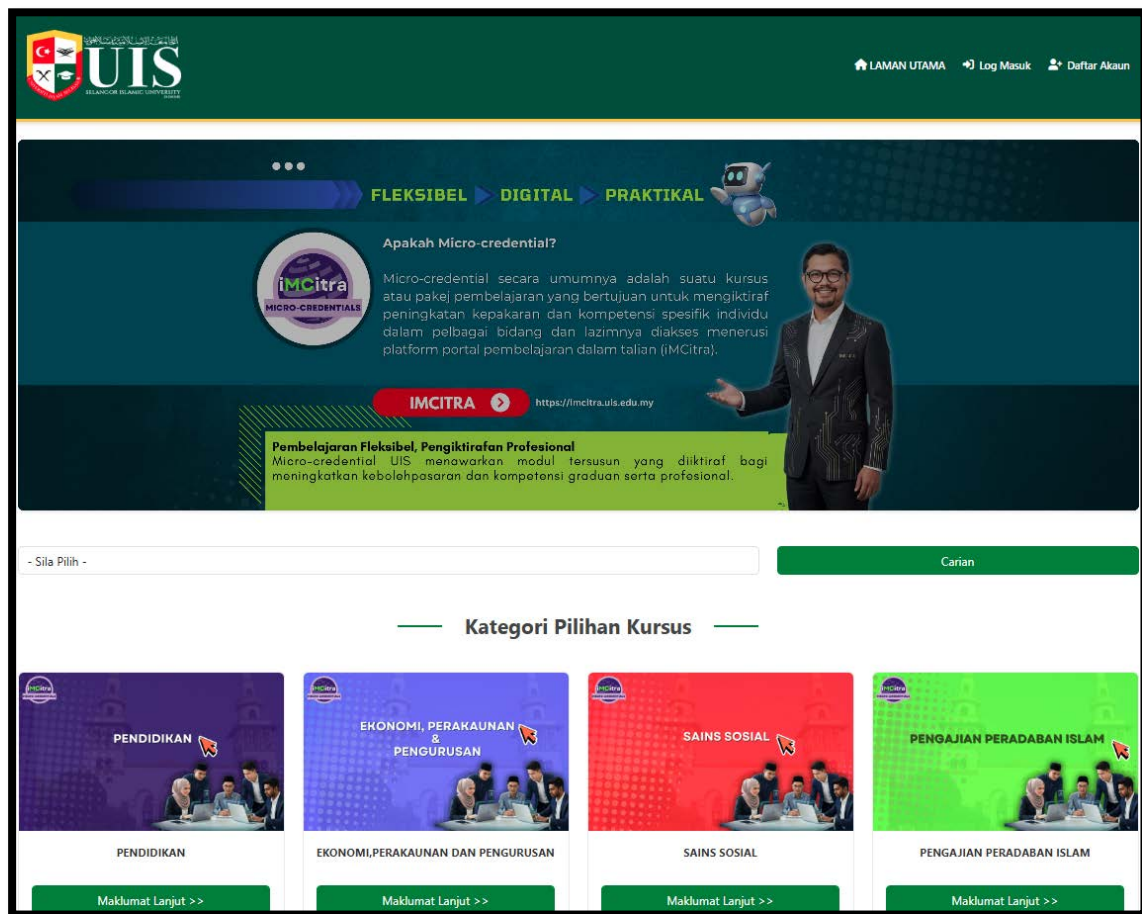 UIS
SELANGOR ISLAMIC UNIVERSITY
LAMAN UTAMA Log Masuk Daftar Akaun
FLEKSIBEL DIGITAL PRAKTIKAL
Apakah Micro-credential?
iMCitra
MICRO-CREDENTIALS
Micro-credential secara umumnya adalah suatu kursus
atau pakej pembelajaran yang bertujuan untuk mengiktiraf
peningkatan kepakaran dan kompetensi spesifik individu
dalam pelbagai bidang dan lazimnya diakses menerusi
platform portal pembelajaran dalam talian (iMCitra).
IMCITRA https://imcitra.uis.edu.my
Pembelajaran Fleksibel, Pengiktirafan Profesional
Micro-credential UIS menawarkan modul tersusun yang diiktiraf bagi
meningkatkan kebolehpasaran dan kompetensi graduan serta profesional.
- Sila Pilih -
Carian
Kategori Pilihan Kursus
iMCitra
PENDIDIKAN
iMCitra
EKONOMI, PERAKAUNAN
&
PENGURUSAN
iMCitra
SAINS SOSIAL
iMCitra
PENGAJIAN PERADABAN ISLAM
PENDIDIKAN
EKONOMI,PERAKAUNAN DAN PENGURUSAN
SAINS SOSIAL
PENGAJIAN PERADABAN ISLAM
Maklumat Lanjut >>
Maklumat Lanjut >>
Maklumat Lanjut >>
Maklumat Lanjut >>